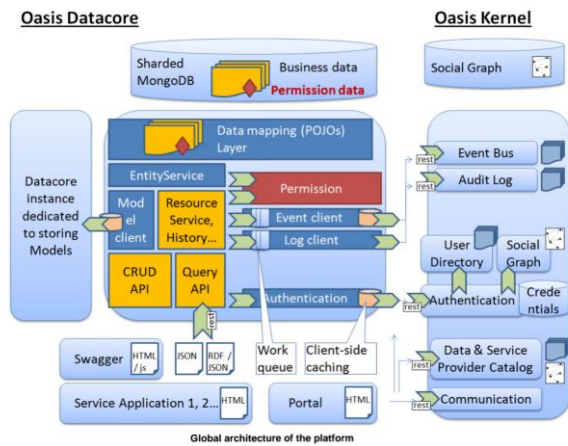 Oasis Datacore
Oasis Kernel
Sharded
MongoDB
Business data
Permission data
Social Graph
Data mapping (POJOs)
Layer
EntityService
Datacore
instance
dedicated
to storing
Models
Mod
el
client
Resource
Service,
History...
Permission
Event client
Log client
CRUD
API
Query
API
Authentication
rest
Event Bus
rest
Audit Log
User
Directory
Social
Graph
rest
Authentication
Crede
ntials
rest
Swagger
HTML
/ js
JSON
RDF /
JSON
Work
queue
Client-side
caching
rest
Data & Service
Provider Catalog
Service Application 1, 2...
HTML
Portal
HTML
rest
Communication
Global architecture of the platform